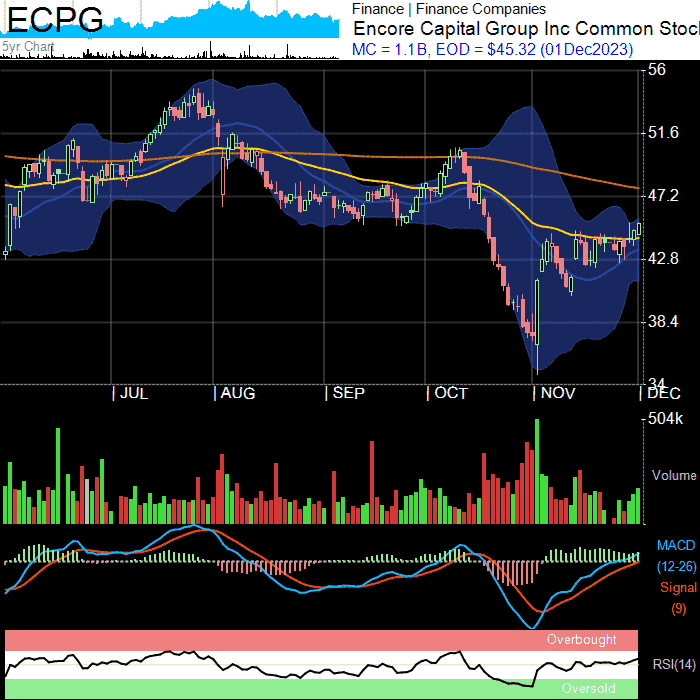 ECPG
5yr Chart
Finance | Finance Companies
Encore Capital Group Inc Common Stoc
MC = 1.1B, EOD = $45.32 (01Dec2023)
56
51.6
47.2
42.8
38.4
34
| JUL | AUG | SEP | OCT | NOV | DEC
504k
Volume
MACD
(12-26)
Signal
(9)
Overbought
RSI(14)
Oversold